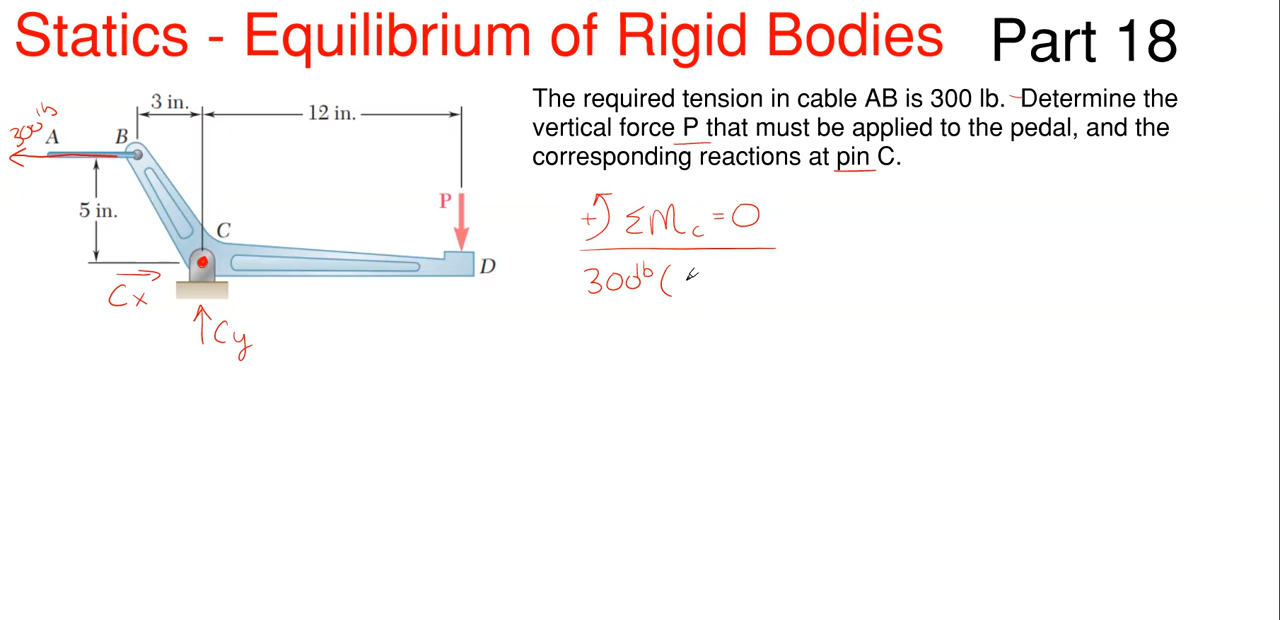 Statics - Equilibrium of Rigid Bodies Part 18
The required tension in cable AB is 300 lb. Determine the
vertical force P that must be applied to the pedal, and the
corresponding reactions at pin C.
3 in.
12 in.
300 lb
A
B
5 in.
P
C
D
Cx
Cy
+) ΣMc = 0
300lb (